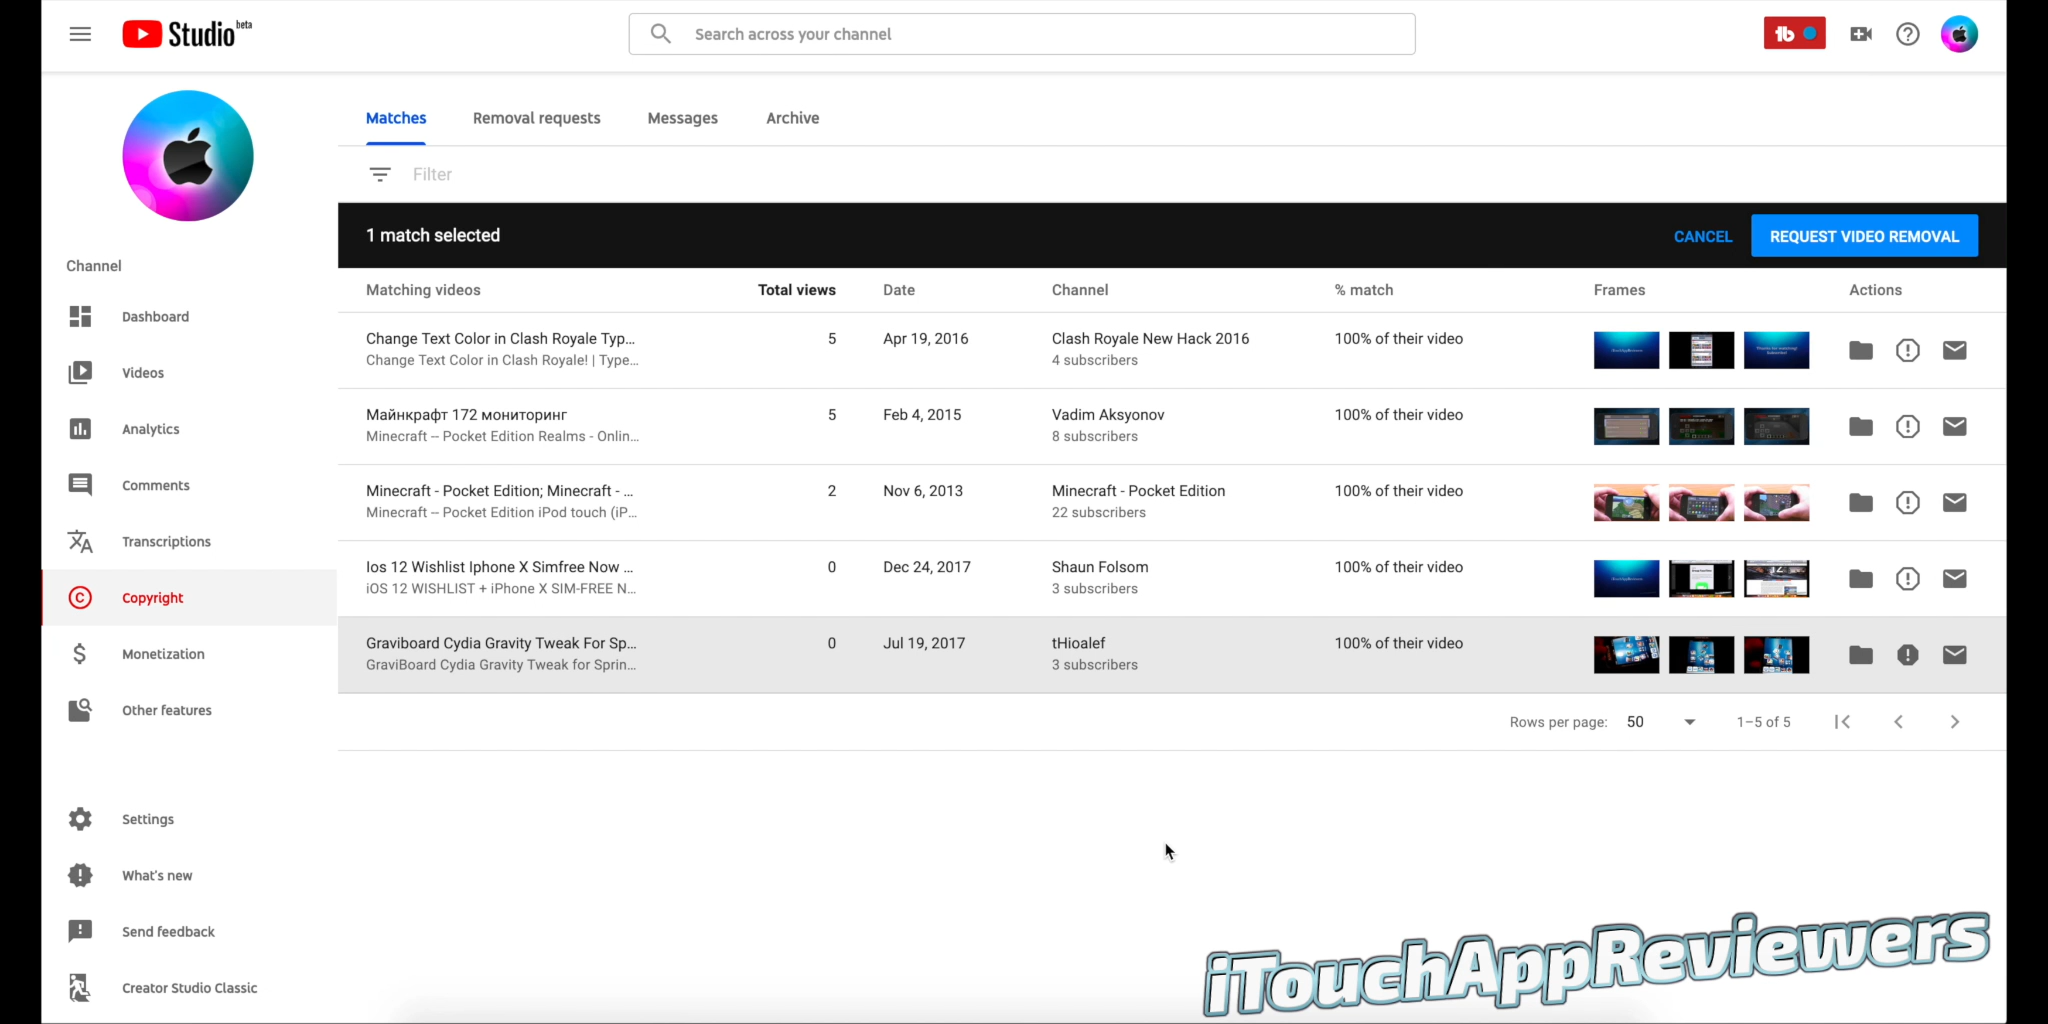 Studio beta
Search across your channel
Matches Removal requests Messages Archive
Filter
1 match selected CANCEL REQUEST VIDEO REMOVAL
Channel
Dashboard
Videos
Analytics
Comments
Transcriptions
Copyright
Monetization
Other features
Settings
What's new
Send feedback
Creator Studio Classic
Matching videos Total views Date Channel % match Frames Actions
Change Text Color in Clash Royale Typ... 5 Apr 19, 2016 Clash Royale New Hack 2016 100% of their video
Change Text Color in Clash Royale! | Type... 4 subscribers
Майнкрафт 172 мониторинг 5 Feb 4, 2015 Vadim Aksyonov 100% of their video
Minecraft – Pocket Edition Realms - Onlin... 8 subscribers
Minecraft - Pocket Edition; Minecraft - ... 2 Nov 6, 2013 Minecraft - Pocket Edition 100% of their video
Minecraft – Pocket Edition iPod touch (iP... 22 subscribers
Ios 12 Wishlist Iphone X Simfree Now ... 0 Dec 24, 2017 Shaun Folsom 100% of their video
iOS 12 WISHLIST + iPhone X SIM-FREE N... 3 subscribers
Graviboard Cydia Gravity Tweak For Sp... 0 Jul 19, 2017 tHioalef 100% of their video
GraviBoard Cydia Gravity Tweak for Sprin... 3 subscribers
Rows per page: 50 1–5 of 5
iTouchAppReviewers